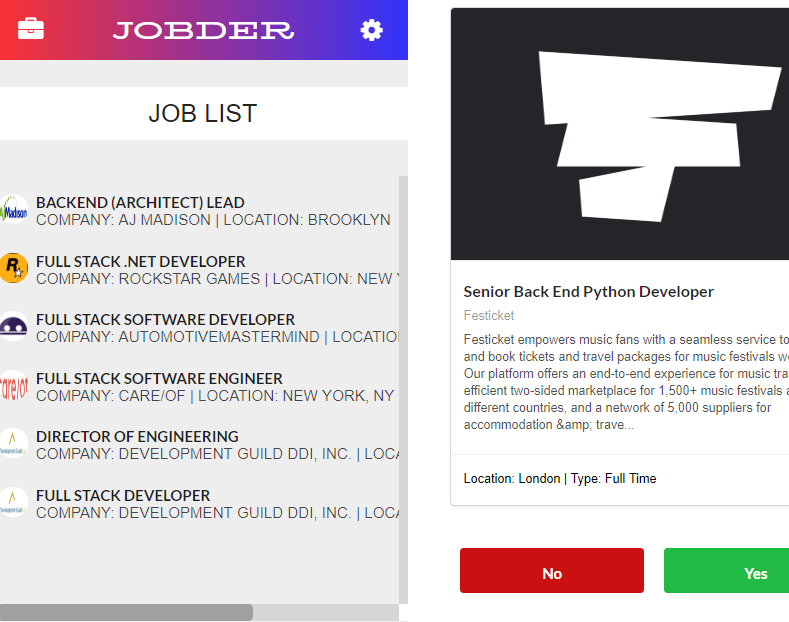 JOBDER
JOB LIST
BACKEND (ARCHITECT) LEAD
COMPANY: AJ MADISON | LOCATION: BROOKLYN
FULL STACK .NET DEVELOPER
COMPANY: ROCKSTAR GAMES | LOCATION: NEW
FULL STACK SOFTWARE DEVELOPER
COMPANY: AUTOMOTIVEMASTERMIND | LOCATIO
FULL STACK SOFTWARE ENGINEER
COMPANY: CARE/OF | LOCATION: NEW YORK, NY
DIRECTOR OF ENGINEERING
COMPANY: DEVELOPMENT GUILD DDI, INC. | LOCA
FULL STACK DEVELOPER
COMPANY: DEVELOPMENT GUILD DDI, INC. | LOCA
Senior Back End Python Developer
Festicket
Festicket empowers music fans with a seamless service to
and book tickets and travel packages for music festivals w
Our platform offers an end-to-end experience for music tra
efficient two-sided marketplace for 1,500+ music festivals a
different countries, and a network of 5,000 suppliers for
accommodation &amp; trave...
Location: London | Type: Full Time
No
Yes